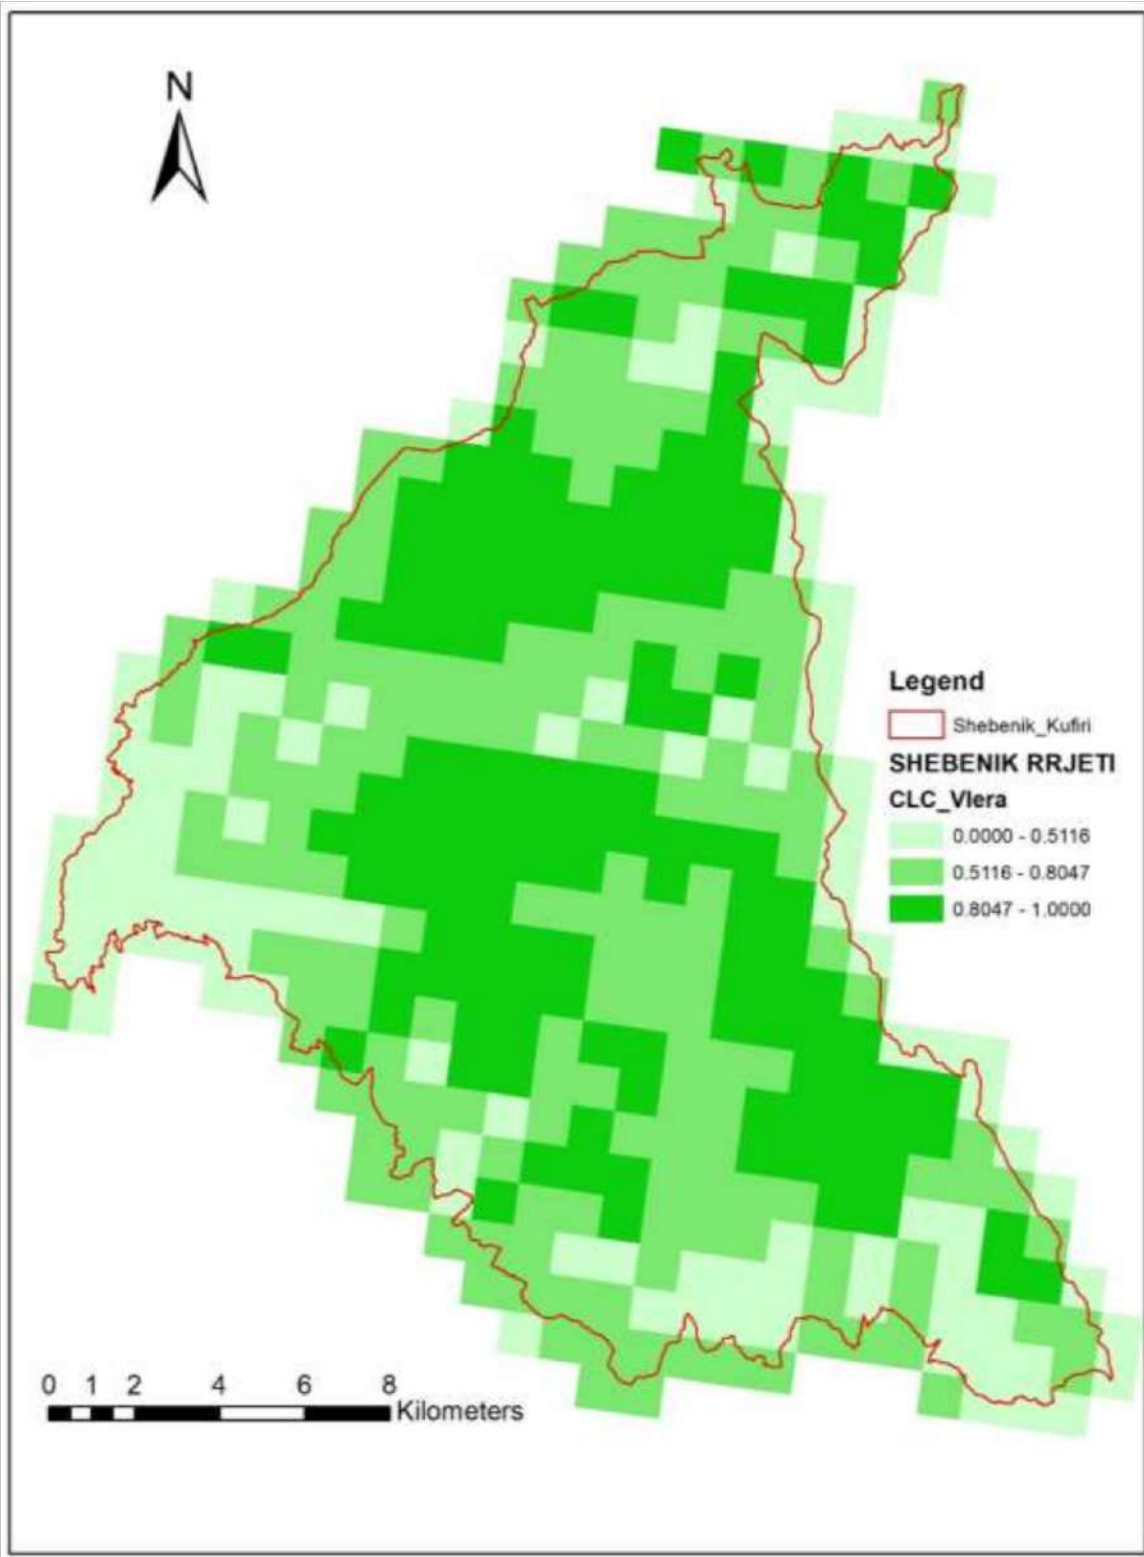 N
Legend
Shebenik_Kufiri
SHEBENIK RRJETI
CLC_Vlera
0.0000 - 0.5116
0.5116 - 0.8047
0.8047 - 1.0000
0 1 2 4 6 8
Kilometers